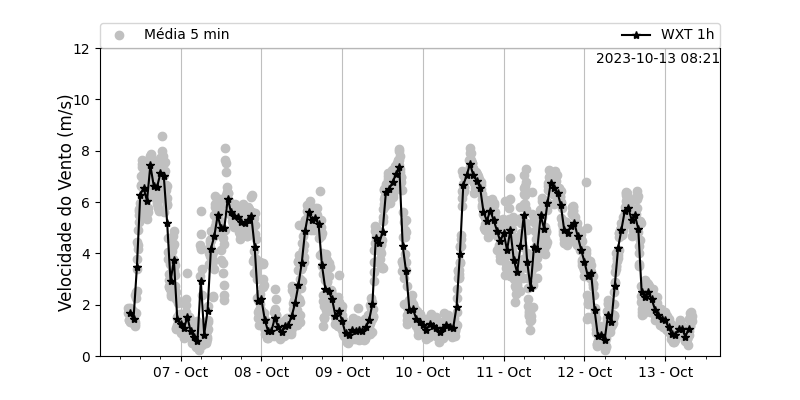 Média 5 min
WXT 1h
2023-10-13 08:21
Velocidade do Vento (m/s)
12
10
8
6
4
2
0
07 - Oct
08 - Oct
09 - Oct
10 - Oct
11 - Oct
12 - Oct
13 - Oct